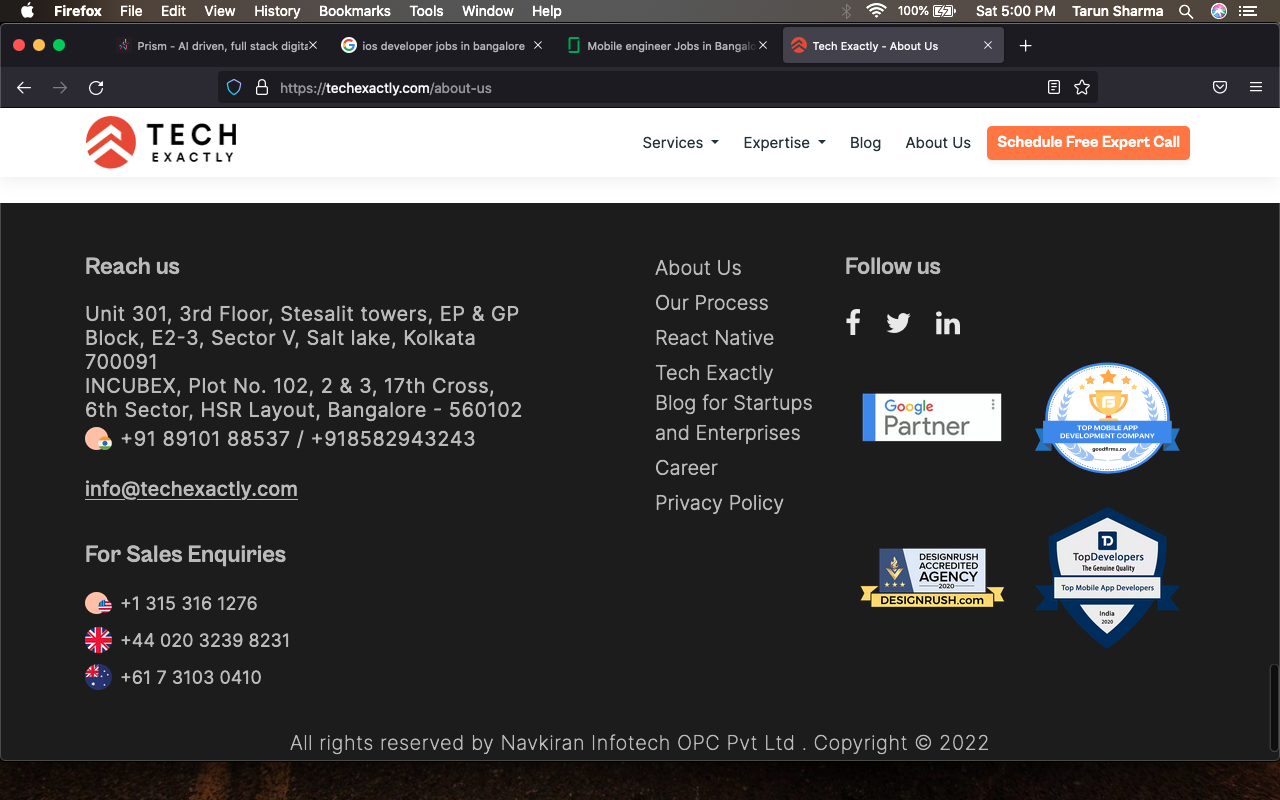 Firefox File Edit View History Bookmarks Tools Window Help 100% Sat 5:00 PM Tarun Sharma
Prism - AI driven, full stack digita
ios developer jobs in bangalore
Mobile engineer Jobs in Bangalo
Tech Exactly - About Us
https://techexactly.com/about-us
TECH
EXACTLY
Services
Expertise
Blog
About Us
Schedule Free Expert Call
Reach us
Unit 301, 3rd Floor, Stesalit towers, EP & GP
Block, E2-3, Sector V, Salt lake, Kolkata
700091
INCUBEX, Plot No. 102, 2 & 3, 17th Cross,
6th Sector, HSR Layout, Bangalore - 560102
+91 89101 88537 / +918582943243
info@techexactly.com
For Sales Enquiries
+1 315 316 1276
+44 020 3239 8231
+61 7 3103 0410
About Us
Our Process
React Native
Tech Exactly
Blog for Startups
and Enterprises
Career
Privacy Policy
Follow us
Google
Partner
TOP MOBILE APP
DEVELOPMENT COMPANY
goodfirms.co
DESIGNRUSH
ACCREDITED
AGENCY
2020
DESIGNRUSH.com
TopDevelopers
The Genuine Quality
Top Mobile App Developers
India
2020
All rights reserved by Navkiran Infotech OPC Pvt Ltd . Copyright © 2022